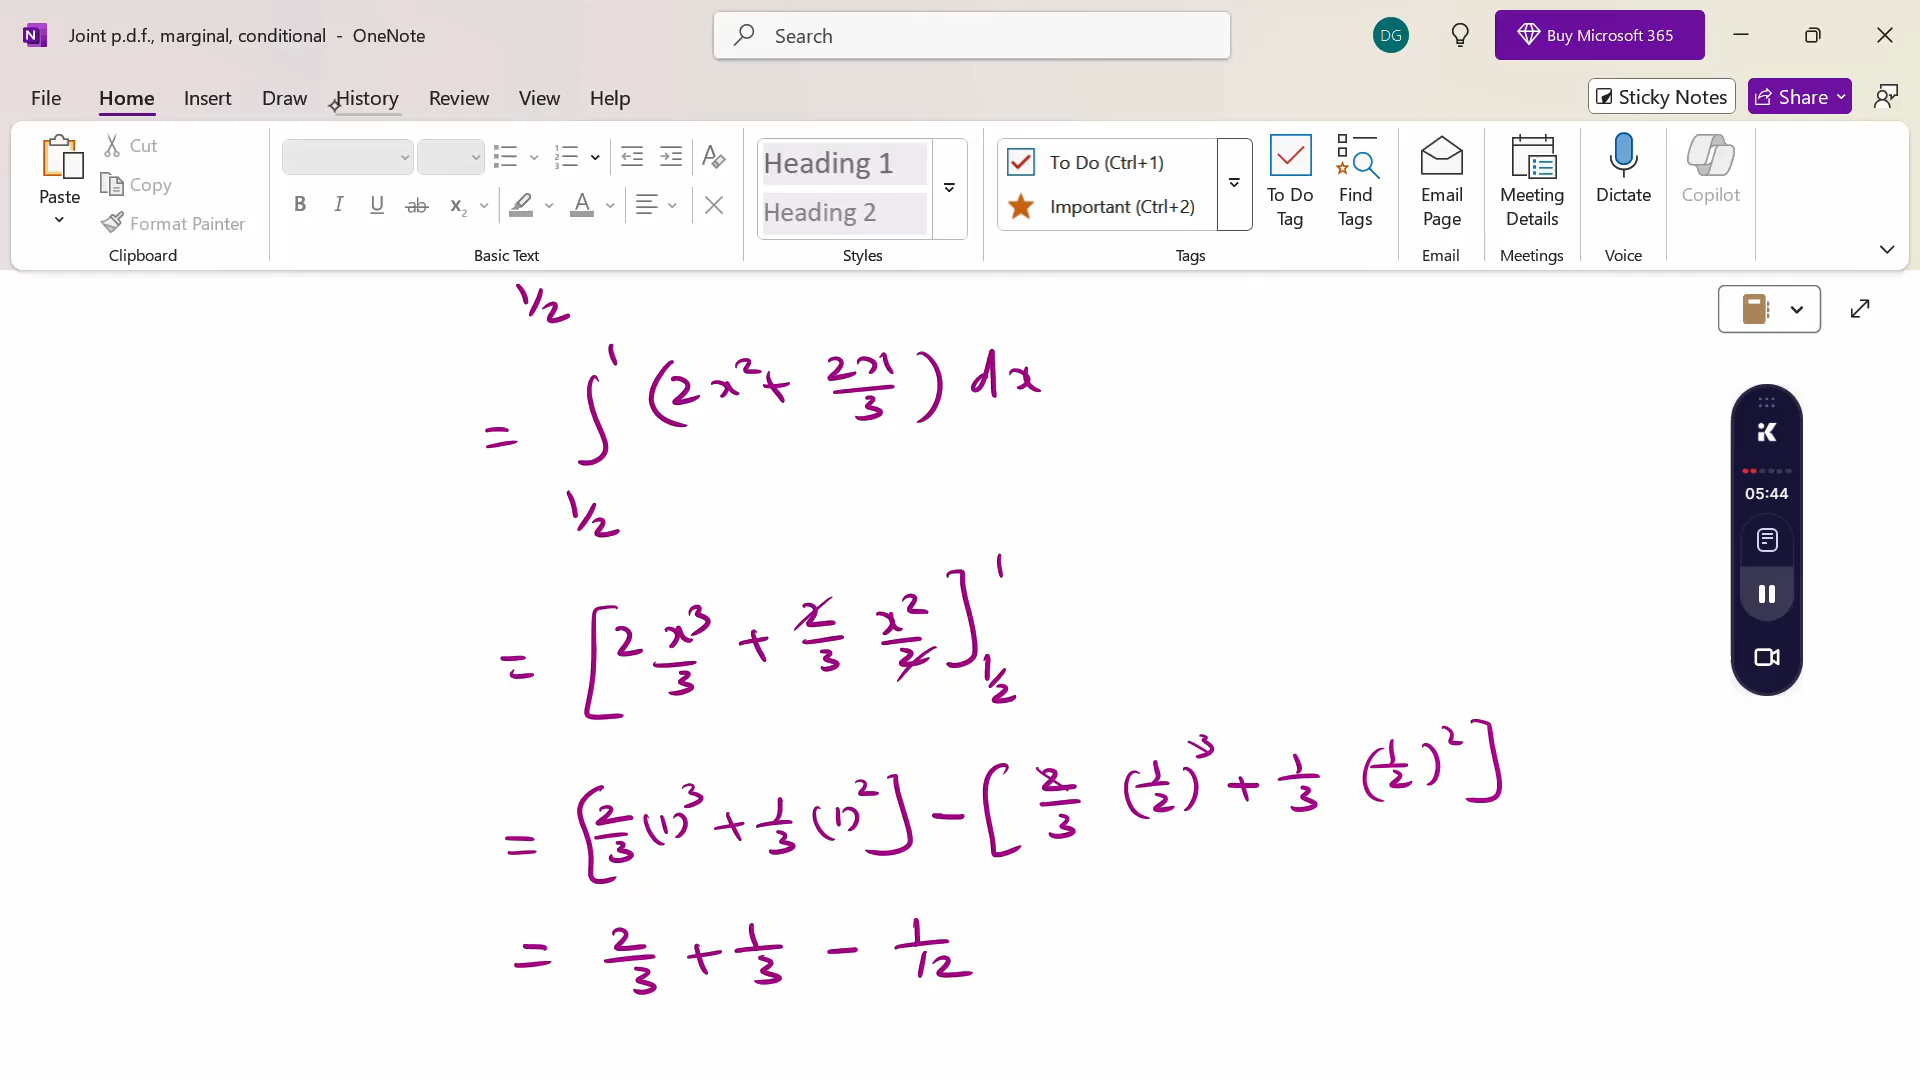 Joint p.d.f., marginal, conditional - OneNote
Search
DG
Buy Microsoft 365
File Home Insert Draw History Review View Help
Sticky Notes Share
Paste
Cut
Copy
Format Painter
Clipboard
B I U ab x₂ A
Basic Text
Heading 1
Heading 2
Styles
To Do (Ctrl+1)
Important (Ctrl+2)
Tags
To Do Tag
Find Tags
Email Page
Email
Meeting Details
Meetings
Dictate
Voice
Copilot
05:44
1/2
= ∫_{1/2}^{1} (2x² + 2x/3) dx
= [2 x³/3 + 2/3 x²/2]_{1/2}^{1}
= [2/3 (1)³ + 1/3 (1)²] - [2/3 (1/2)³ + 1/3 (1/2)²]
= 2/3 + 1/3 - 1/12